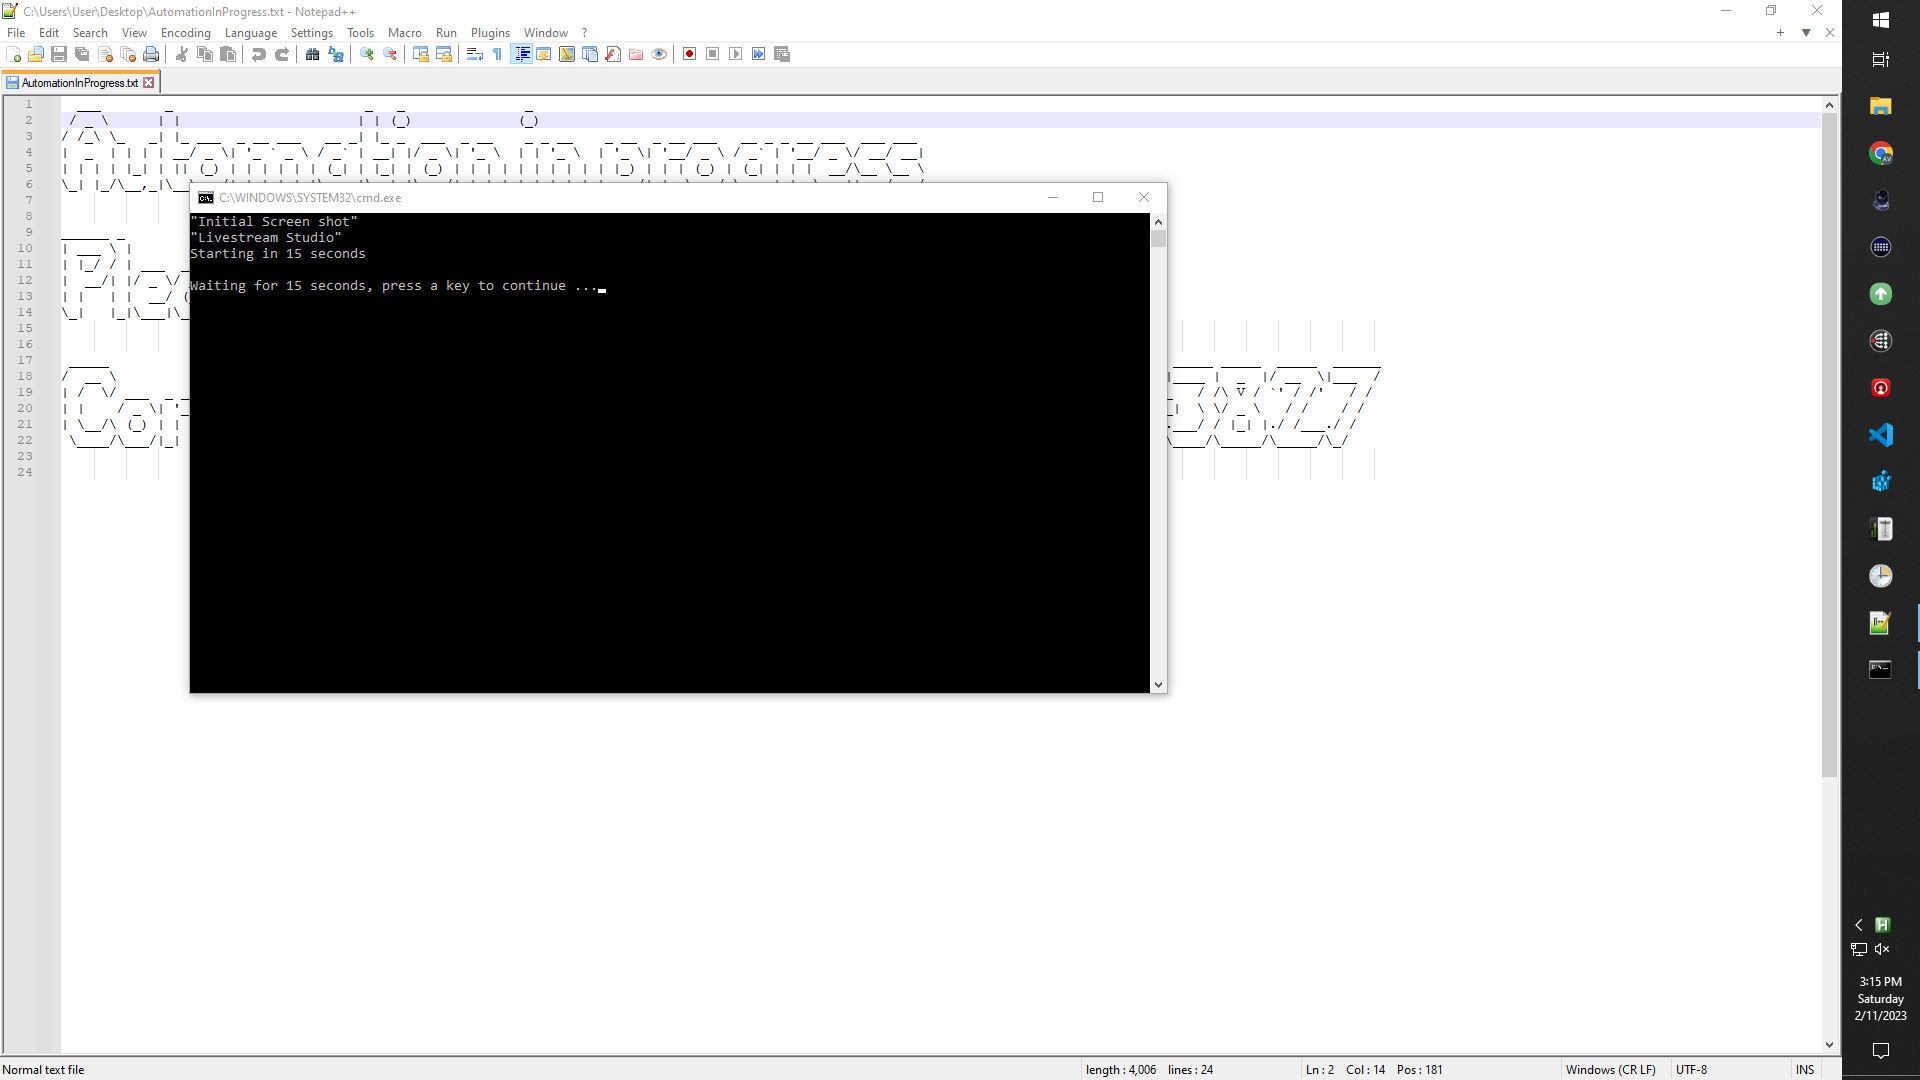 C:\Users\User\Desktop\AutomationInProgress.txt - Notepad++
File Edit Search View Encoding Language Settings Tools Macro Run Plugins Window ?
AutomationInProgress.txt
Automation in progress
C:\WINDOWS\SYSTEM32\cmd.exe
"Initial Screen shot"
"Livestream Studio"
Starting in 15 seconds
Waiting for 15 seconds, press a key to continue ...
1
2
3
4
5
6
7
8
9
10
11
12
13
14
15
16
17
18
19
20
21
22
23
24
3:15 PM
Saturday
2/11/2023
Normal text file length : 4,006 lines : 24 Ln : 2 Col : 14 Pos : 181 Windows (CR LF) UTF-8 INS